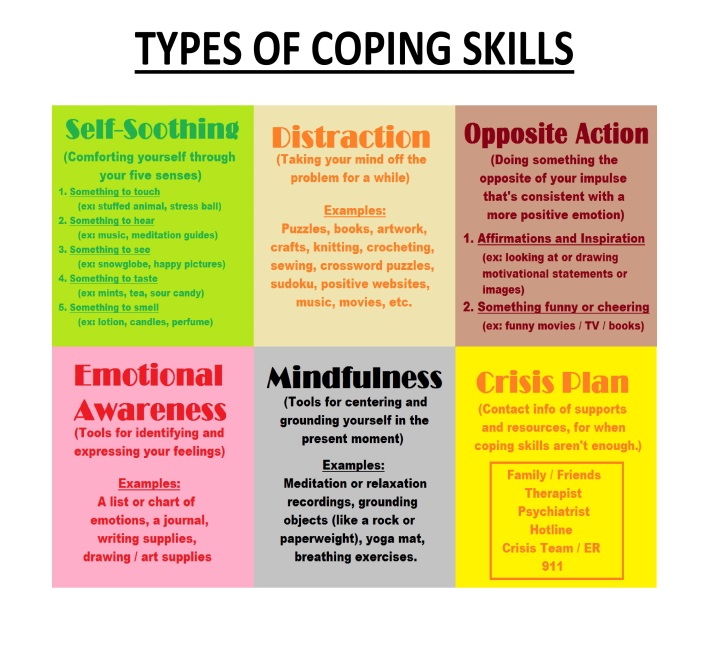 TYPES OF COPING SKILLS
Self-Soothing
(Comforting yourself through
your five senses)
1. Something to touch
(ex: stuffed animal, stress ball)
2. Something to hear
(ex: music, meditation guides)
3. Something to see
(ex: snowglobe, happy pictures)
4. Something to taste
(ex: mints, tea, sour candy)
5. Something to smell
(ex: lotion, candles, perfume)
Distraction
(Taking your mind off the
problem for a while)
Examples:
Puzzles, books, artwork,
crafts, knitting, crocheting,
sewing, crossword puzzles,
sudoku, positive websites,
music, movies, etc.
Opposite Action
(Doing something the
opposite of your impulse
that's consistent with a
more positive emotion)
1. Affirmations and Inspiration
(ex: looking at or drawing
motivational statements or
images)
2. Something funny or cheering
(ex: funny movies / TV / books)
Emotional
Awareness
(Tools for identifying and
expressing your feelings)
Examples:
A list or chart of
emotions, a journal,
writing supplies,
drawing / art supplies
Mindfulness
(Tools for centering and
grounding yourself in the
present moment)
Examples:
Meditation or relaxation
recordings, grounding
objects (like a rock or
paperweight), yoga mat,
breathing exercises.
Crisis Plan
(Contact info of supports
and resources, for when
coping skills aren't enough.)
Family / Friends
Therapist
Psychiatrist
Hotline
Crisis Team / ER
911